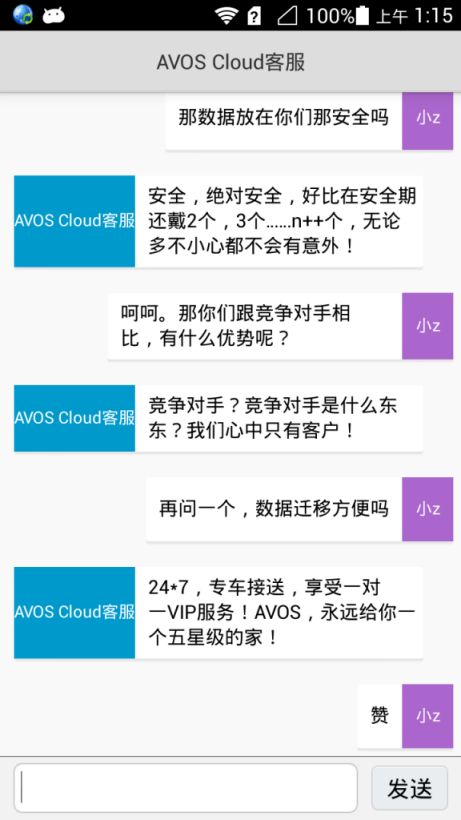 100% 上午 1:15
AVOS Cloud客服
那数据放在你们那安全吗
小z
AVOS Cloud客服
安全，绝对安全，好比在安全期
还戴2个，3个……n++个，无论
多不小心都不会有意外！
呵呵。那你们跟竞争对手相
比，有什么优势呢？
小z
AVOS Cloud客服
竞争对手？竞争对手是什么东
东？我们心中只有客户！
再问一个，数据迁移方便吗
小z
AVOS Cloud客服
24*7，专车接送，享受一对
一VIP服务！AVOS，永远给你一
个五星级的家！
赞
小z
发送